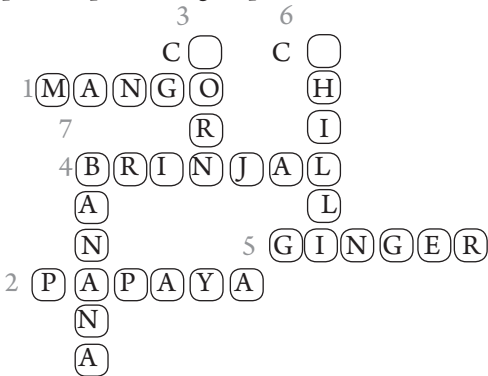 3 6
C C
1 M A N G O H
7 R I
4 B R I N J A L
A L
N 5 G I N G E R
2 P A P A Y A
N
A